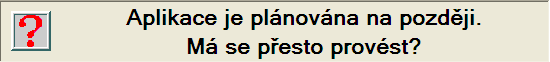 Aplikace je plánována na později.
Má se přesto provést?